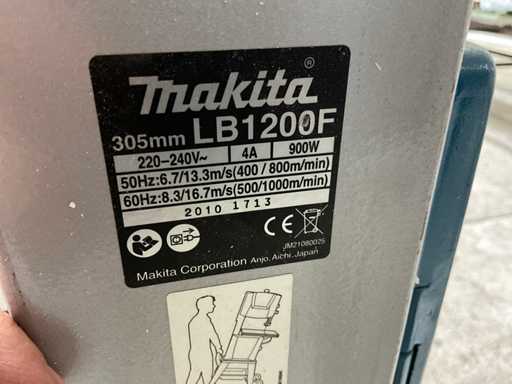 Makita ®
305mm LB1200F
220-240V~ 4A 900W
50Hz:6.7/13.3m/s(400/800m/min)
60Hz:8.3/16.7m/s(500/1000m/min)
2010 1713
CE
JM21080025
Makita Corporation Anjo, Aichi, Japan